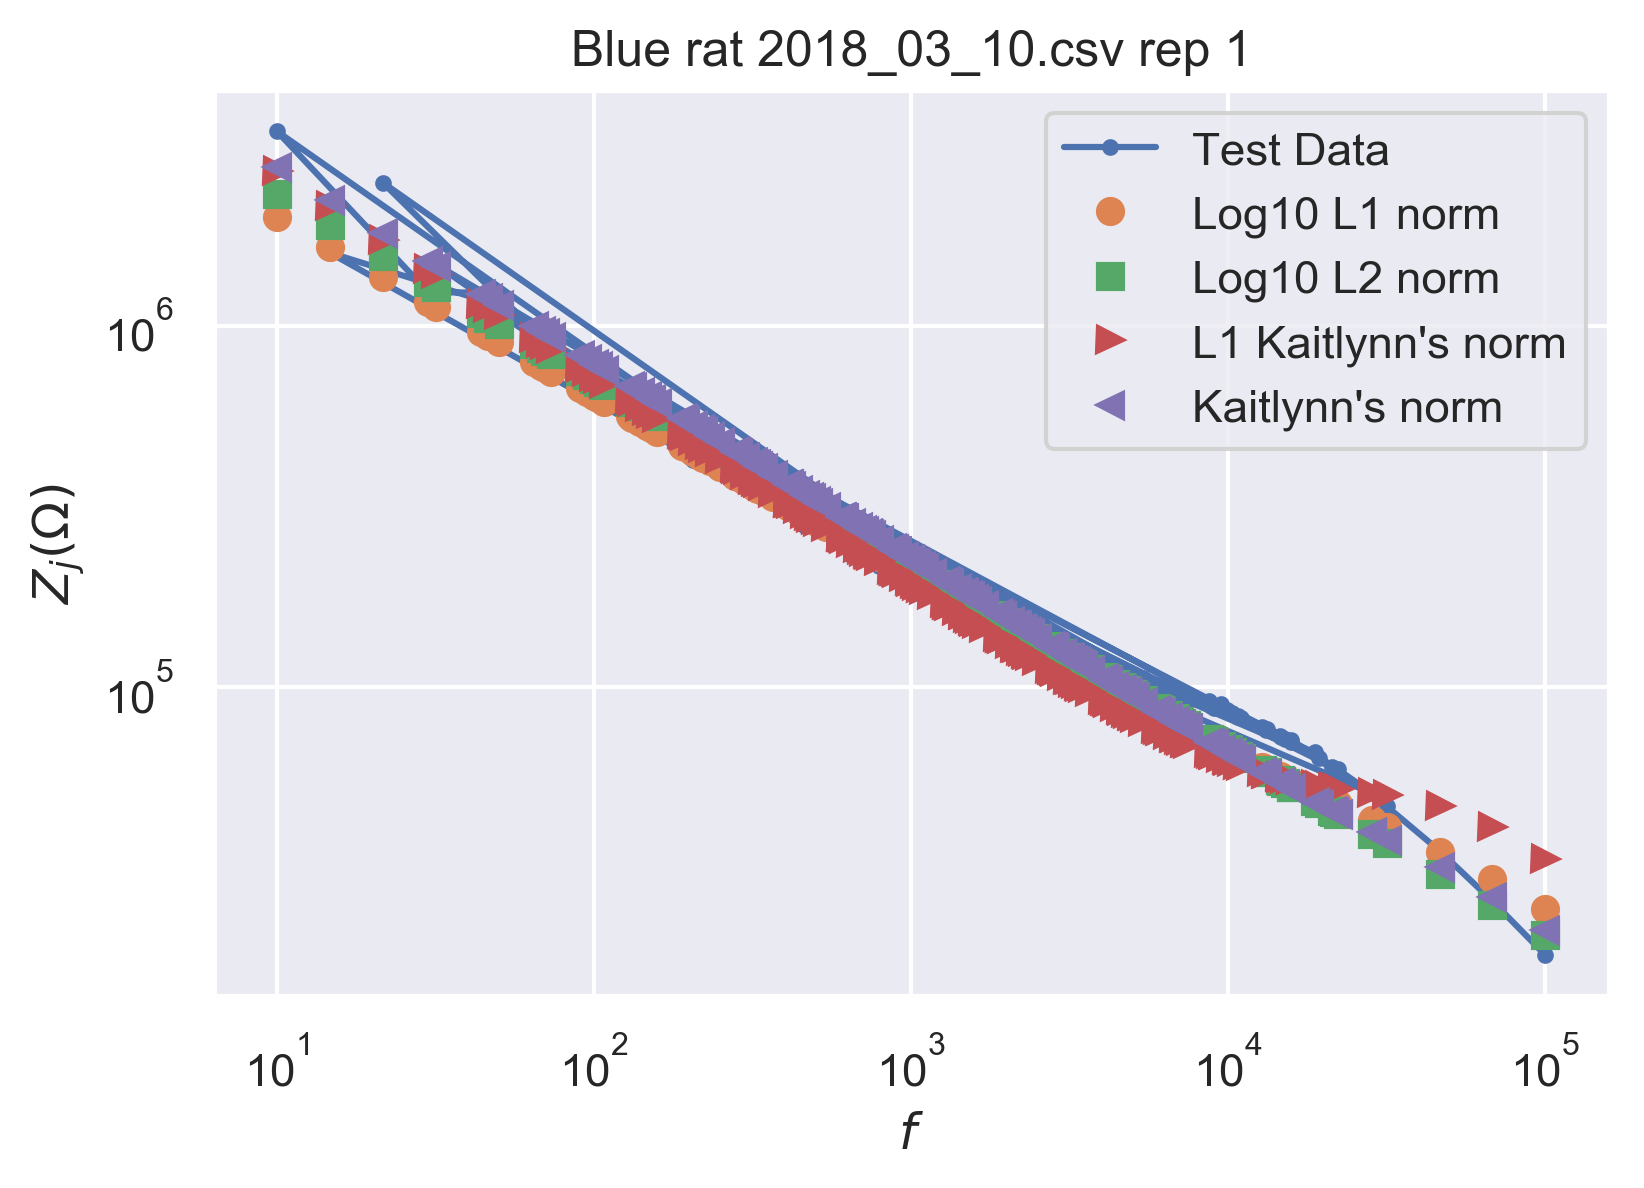 Blue rat 2018_03_10.csv rep 1
Test Data
Log10 L1 norm
Log10 L2 norm
L1 Kaitlynn's norm
Kaitlynn's norm
10^6
10^5
Z_j(Ω)
10^1 10^2 10^3 10^4 10^5
f